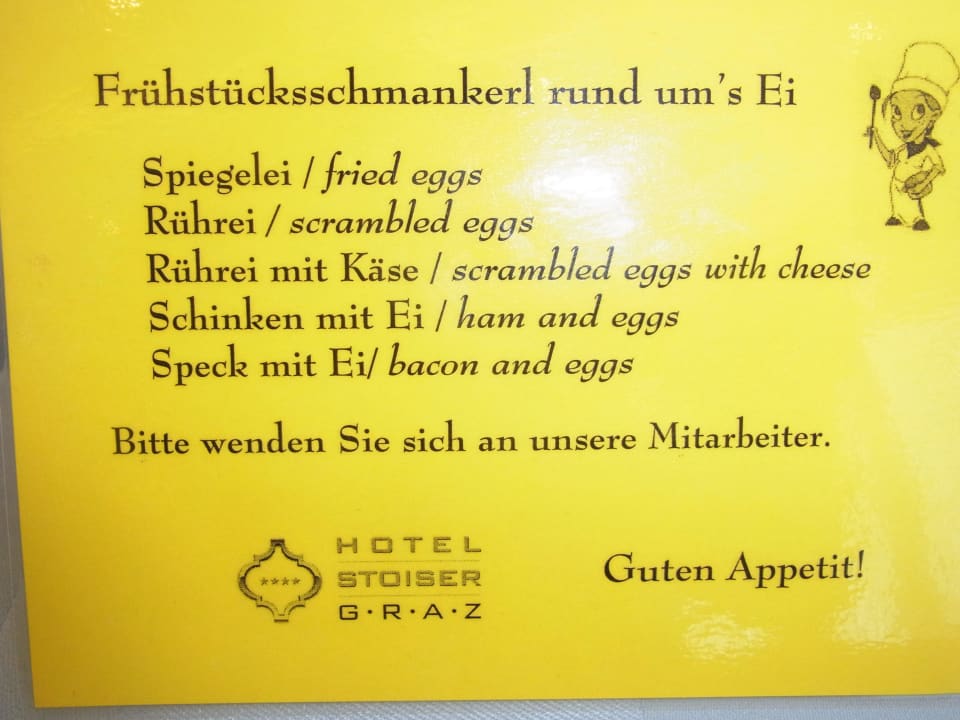 Frühstücksschmankerl rund um's Ei
Spiegelei / fried eggs
Rührei / scrambled eggs
Rührei mit Käse / scrambled eggs with cheese
Schinken mit Ei / ham and eggs
Speck mit Ei/ bacon and eggs
Bitte wenden Sie sich an unsere Mitarbeiter.
HOTEL
STOISER
G·R·A·Z
Guten Appetit!